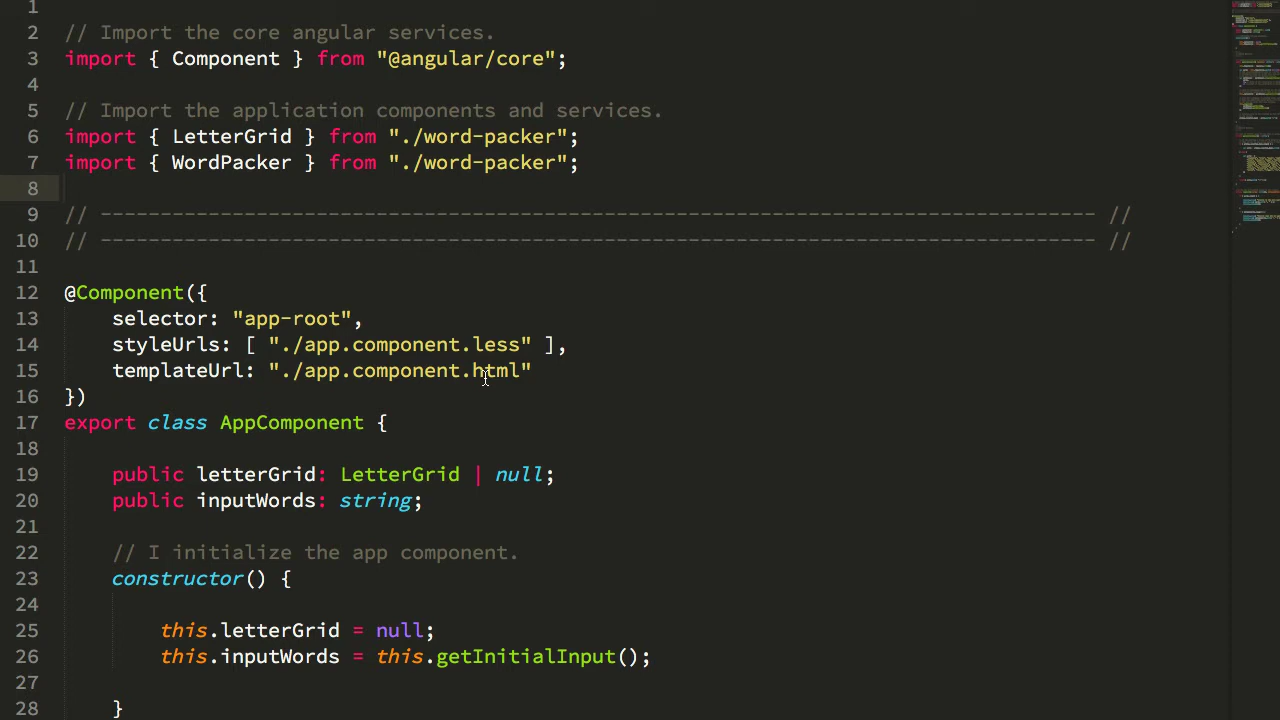 1
2 // Import the core angular services.
3 import { Component } from "@angular/core";
4
5 // Import the application components and services.
6 import { LetterGrid } from "./word-packer";
7 import { WordPacker } from "./word-packer";
8
9 // ----------------------------------------------------------------------------------- //
10 // ----------------------------------------------------------------------------------- //
11
12 @Component({
13 selector: "app-root",
14 styleUrls: [ "./app.component.less" ],
15 templateUrl: "./app.component.html"
16 })
17 export class AppComponent {
18
19 public letterGrid: LetterGrid | null;
20 public inputWords: string;
21
22 // I initialize the app component.
23 constructor() {
24
25 this.letterGrid = null;
26 this.inputWords = this.getInitialInput();
27
28 }